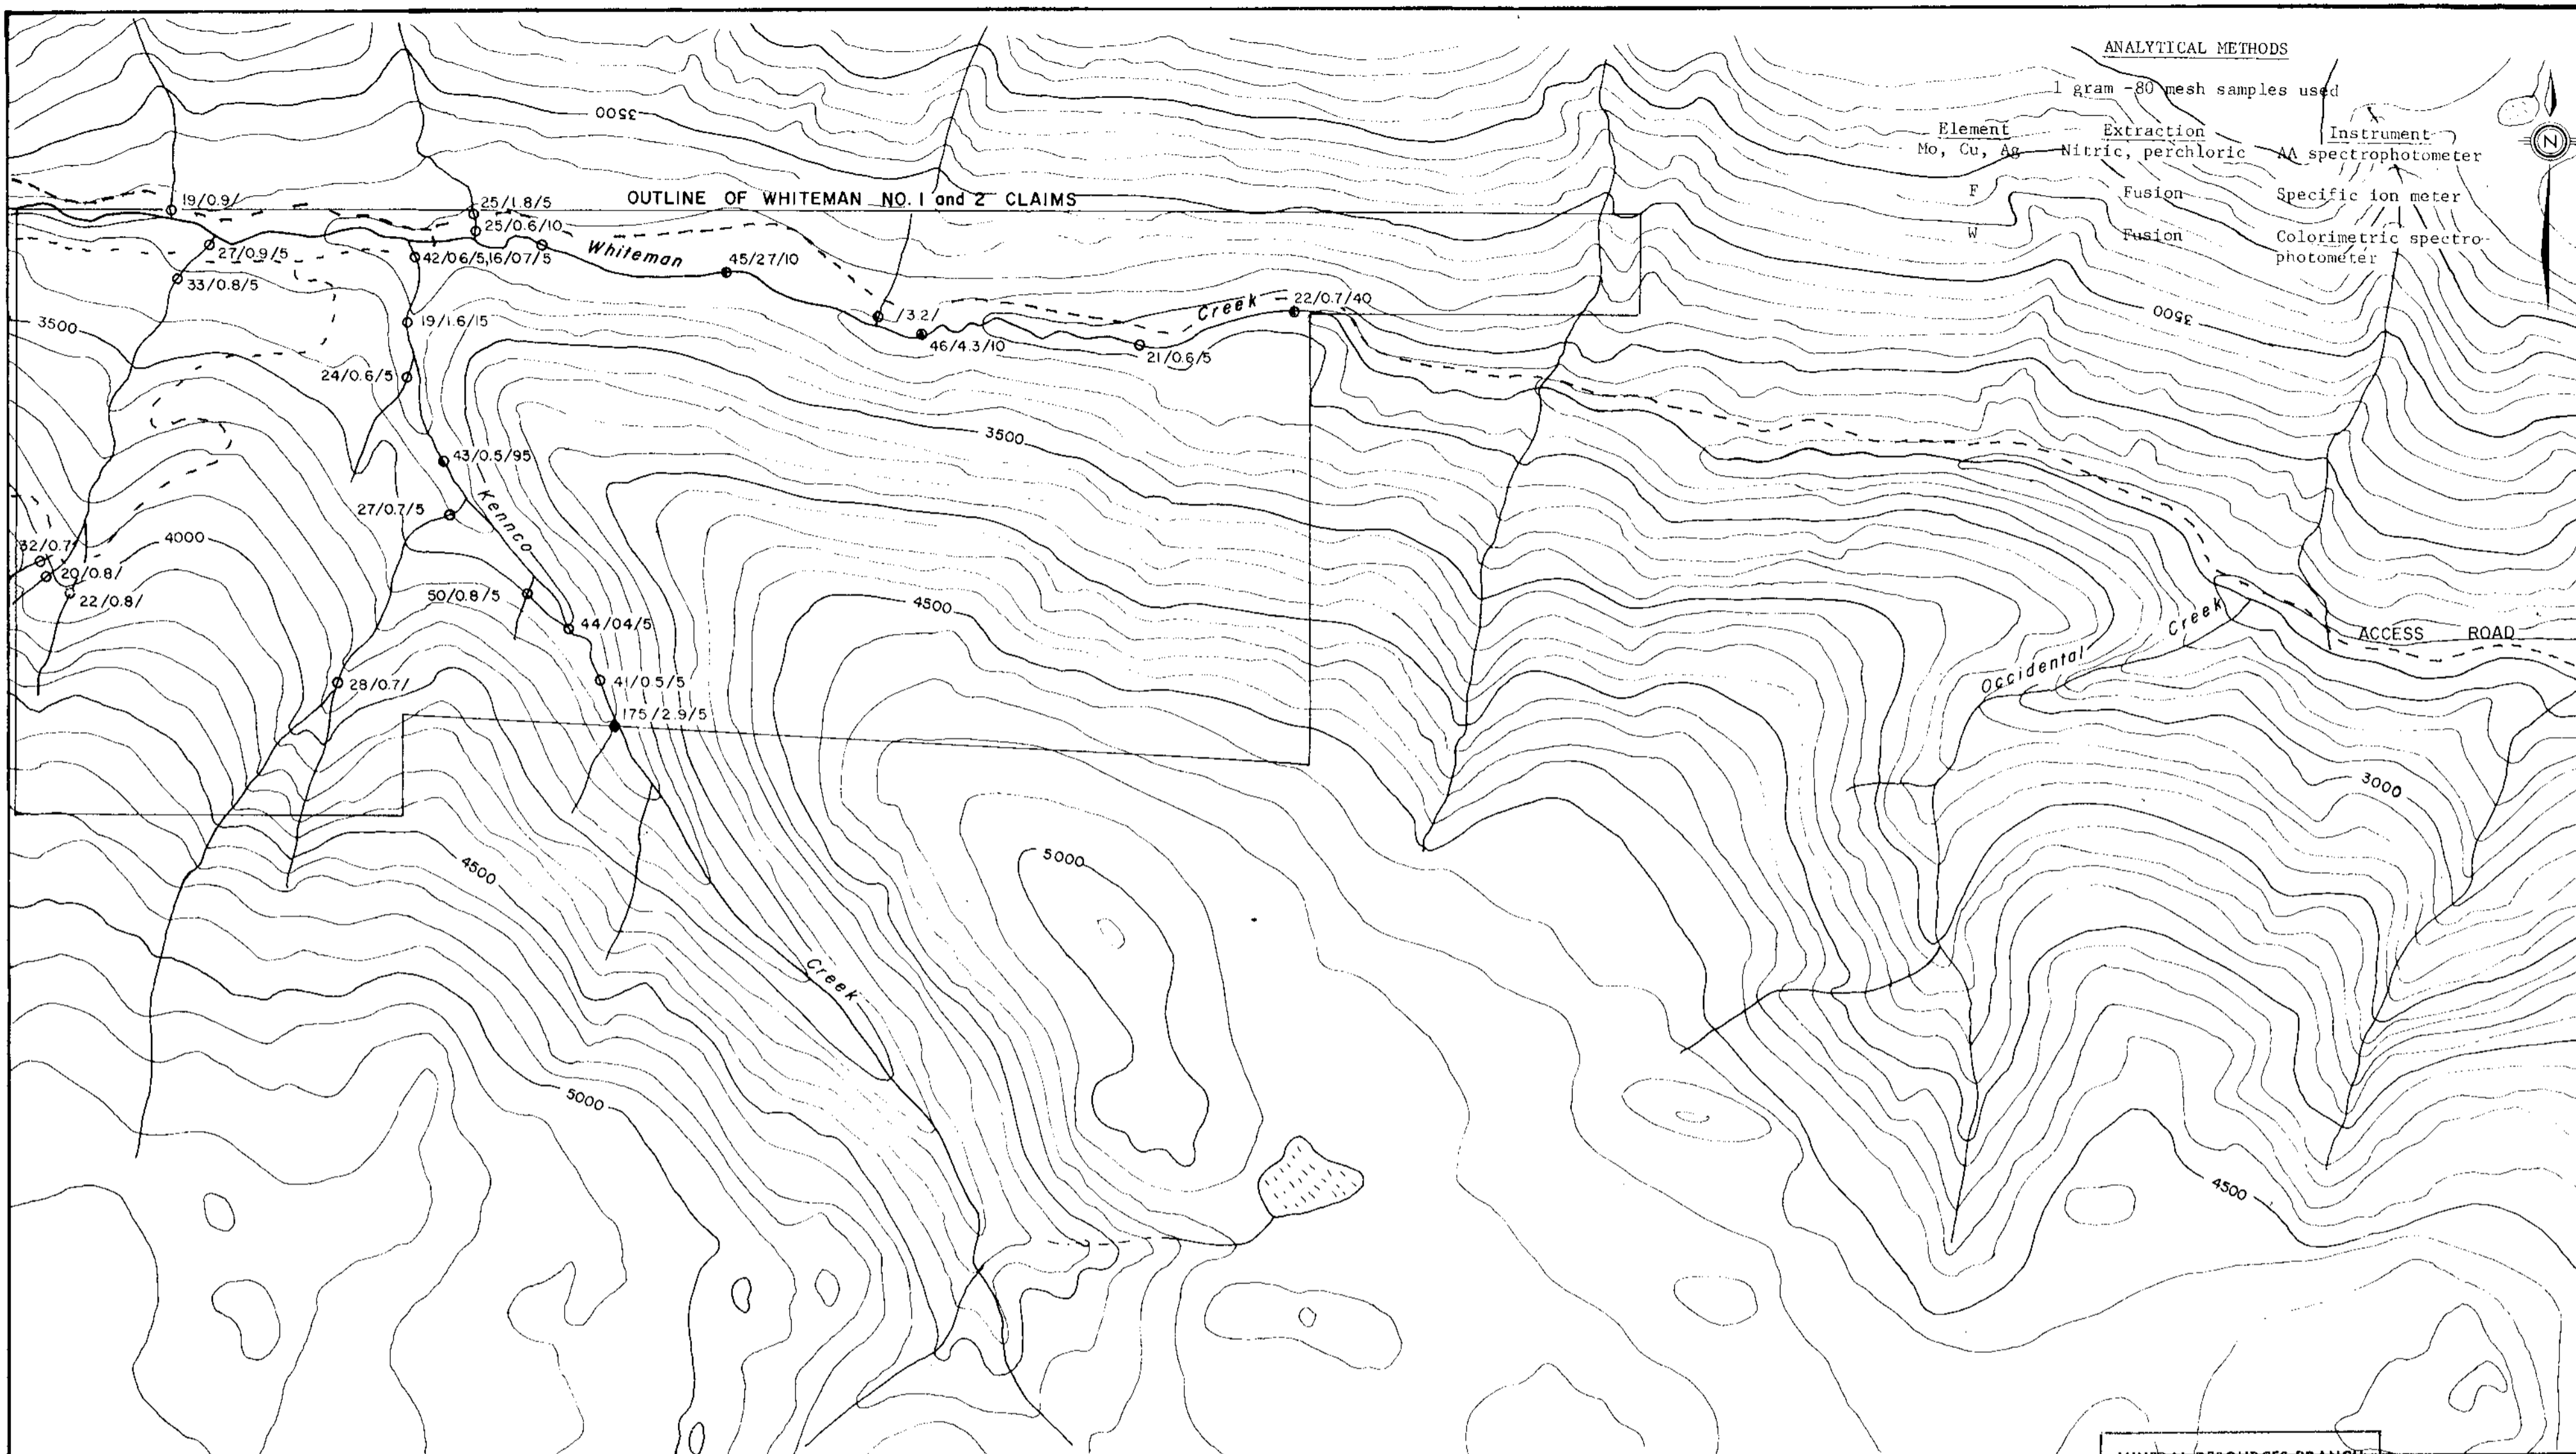 ANALYTICAL METHODS
1 gram -80 mesh samples used
Element Extraction Instrument
Mo, Cu, Ag Nitric, perchloric AA spectrophotometer
F Fusion Specific ion meter
W Fusion Colorimetric spectro-
photometer
N
3500
OUTLINE OF WHITEMAN NO. 1 and 2 CLAIMS
19/0.9/
25/1.8/5
25/0.6/10
27/0.9/5
42/06/5,16/07/5
Whiteman
45/27/10
33/0.8/5
Creek
22/0.7/40
3500
3500
19/1.6/15
/3.2/
46/4.3/10
21/0.6/5
24/0.6/5
3500
43/0.5/95
Kennco
27/0.7/5
4000
32/0.7
20/0.8/
22/0.8/
50/0.8/5
44/04/5
4500
Occidental Creek
ACCESS ROAD
28/0.7/
41/0.5/5
175/2.9/5
3000
4500
5000
Creek
5000
4500
MINERAL RESOURCES BRANCH